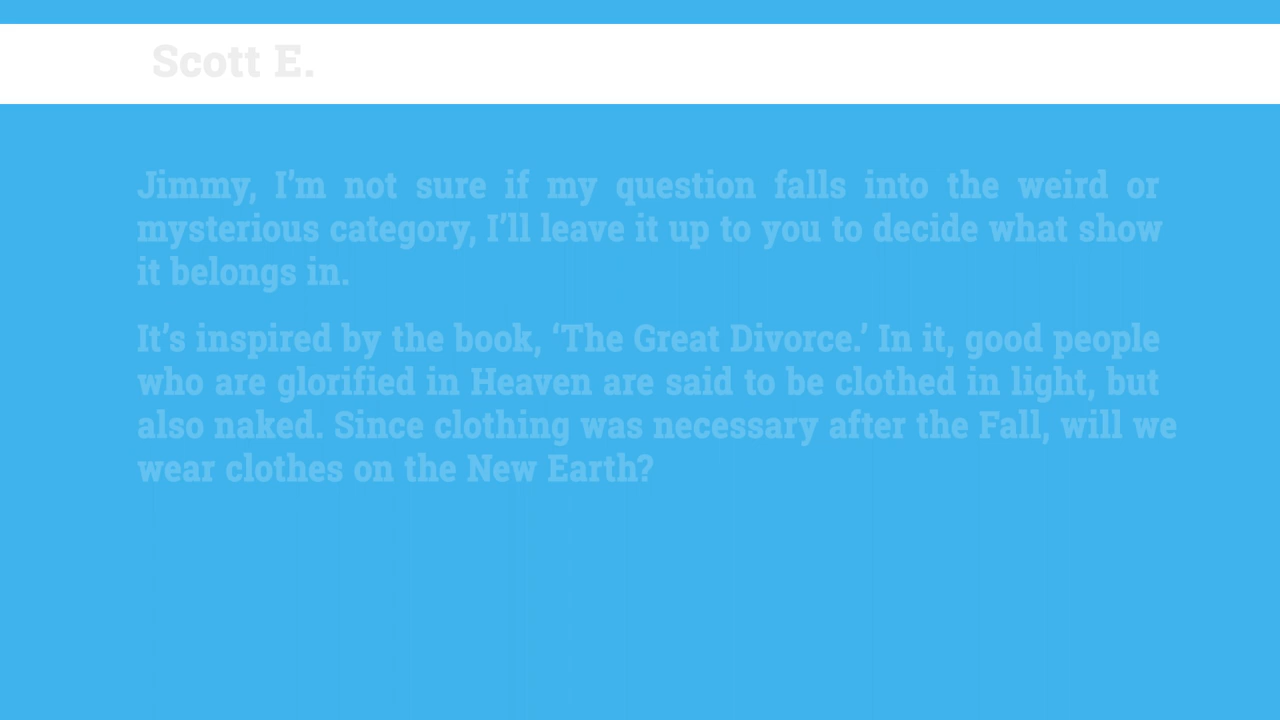 Scott E.
Jimmy, I’m not sure if my question falls into the weird or
mysterious category, I’ll leave it up to you to decide what show
it belongs in.
It’s inspired by the book, ‘The Great Divorce.’ In it, good people
who are glorified in Heaven are said to be clothed in light, but
also naked. Since clothing was necessary after the Fall, will we
wear clothes on the New Earth?